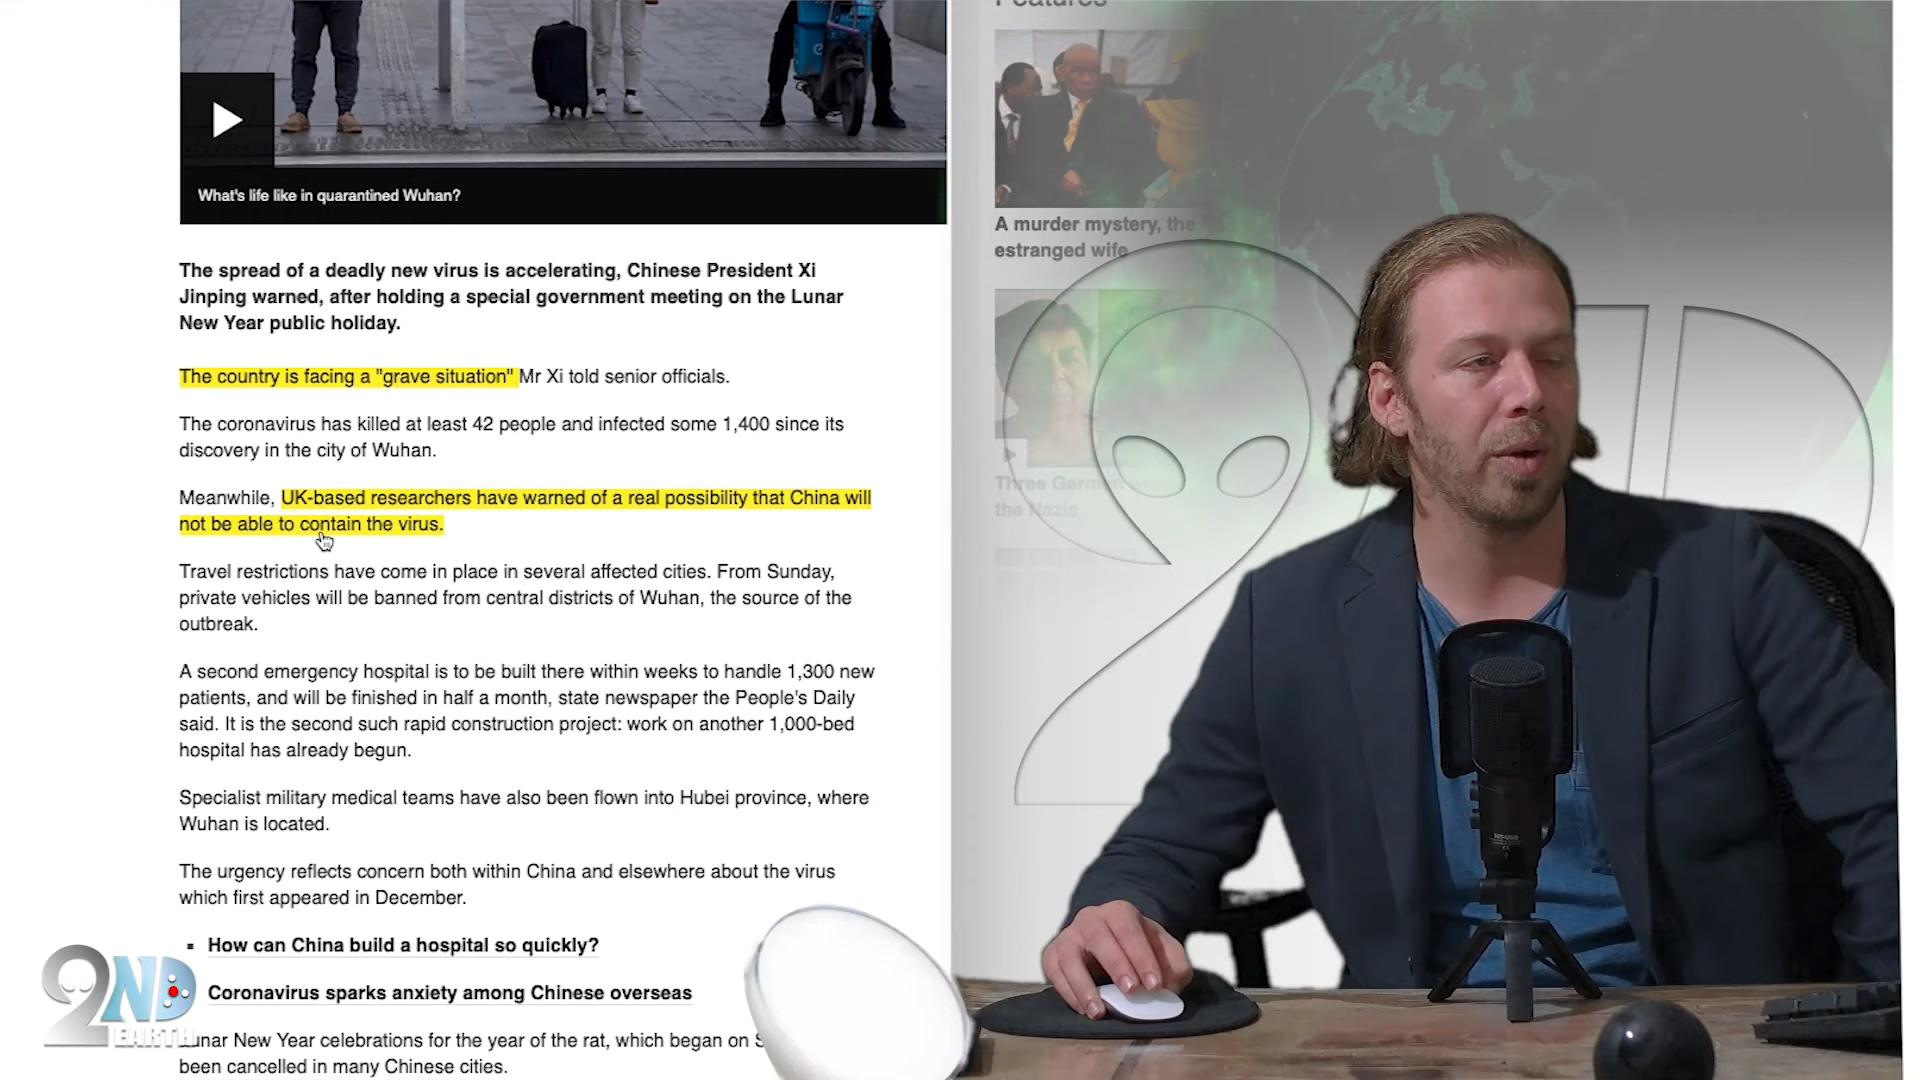 Features
What's life like in quarantined Wuhan?
A murder mystery, the
estranged wife
The spread of a deadly new virus is accelerating, Chinese President Xi
Jinping warned, after holding a special government meeting on the Lunar
New Year public holiday.
The country is facing a "grave situation" Mr Xi told senior officials.
The coronavirus has killed at least 42 people and infected some 1,400 since its
discovery in the city of Wuhan.
Meanwhile, UK-based researchers have warned of a real possibility that China will
not be able to contain the virus.
Three German
the Nazis
Travel restrictions have come in place in several affected cities. From Sunday,
private vehicles will be banned from central districts of Wuhan, the source of the
outbreak.
A second emergency hospital is to be built there within weeks to handle 1,300 new
patients, and will be finished in half a month, state newspaper the People's Daily
said. It is the second such rapid construction project: work on another 1,000-bed
hospital has already begun.
Specialist military medical teams have also been flown into Hubei province, where
Wuhan is located.
The urgency reflects concern both within China and elsewhere about the virus
which first appeared in December.
How can China build a hospital so quickly?
Coronavirus sparks anxiety among Chinese overseas
Lunar New Year celebrations for the year of the rat, which began on
been cancelled in many Chinese cities.
2ND
EARTH
2ND